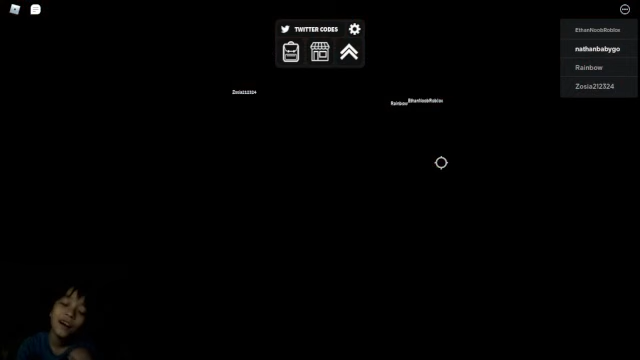 TWITTER CODES
EthanNoobRoblox
nathanbabygo
Rainbow
Zosia212324
Zosia212324
Rainbow
EthanNoobRoblox